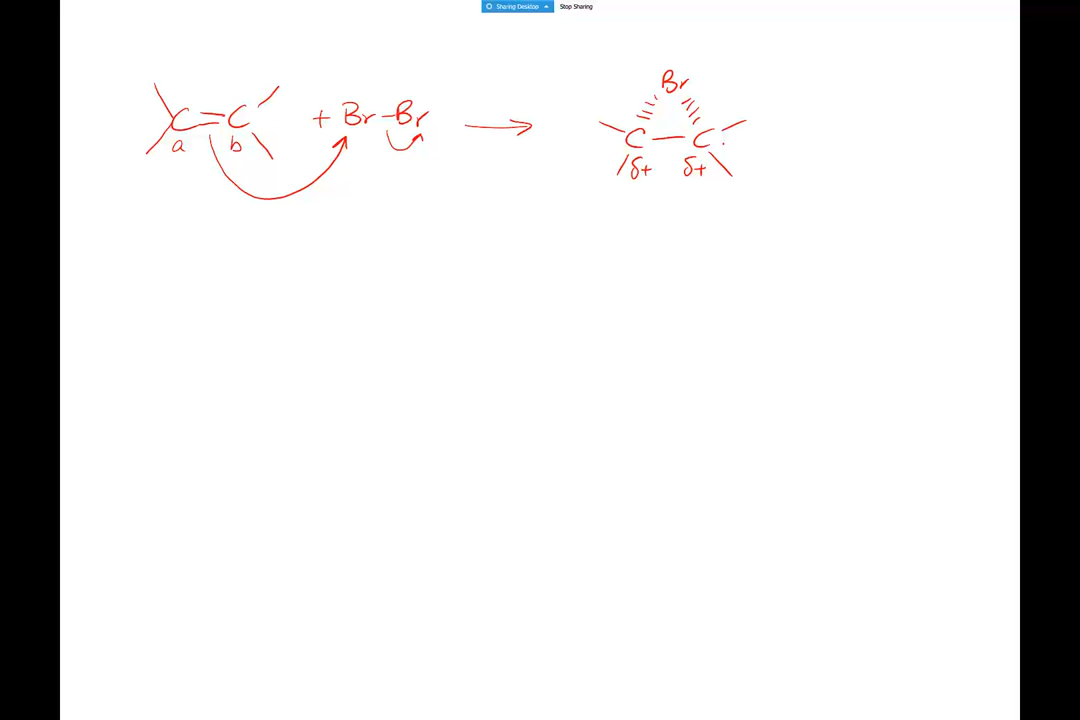 Sharing Desktop Stop Sharing
C=C + Br-Br → Br
a b C-C
δ+ δ+